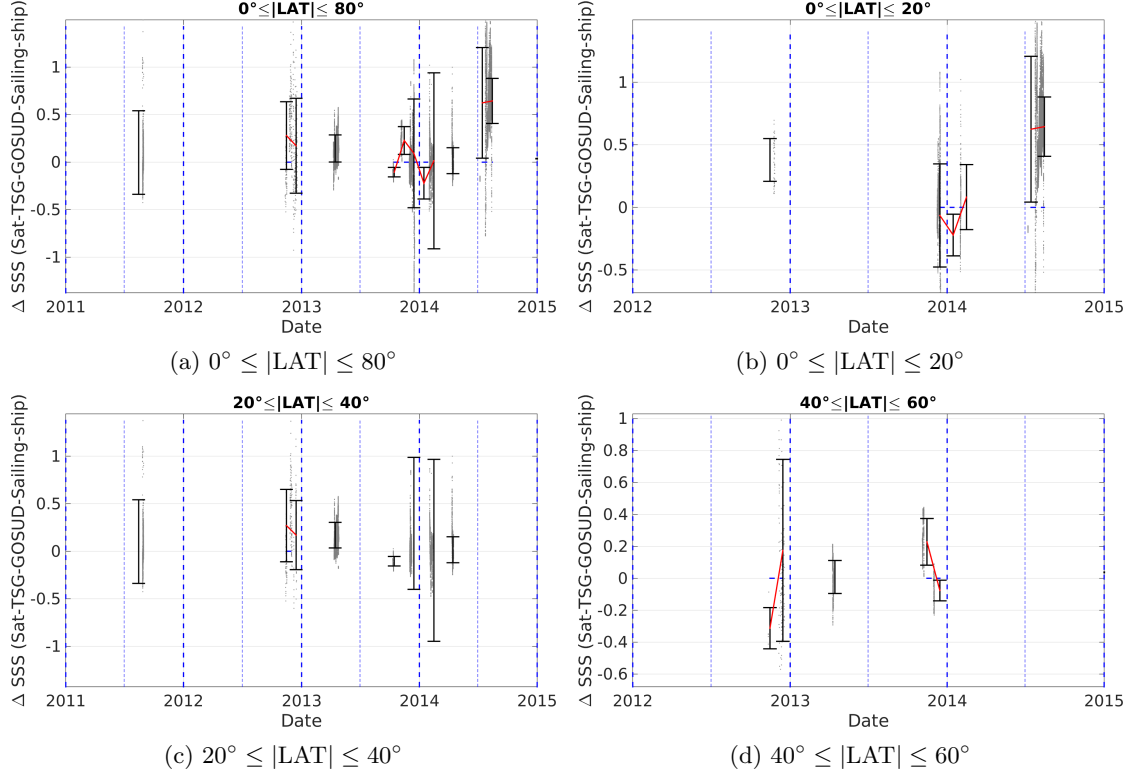 0°≤|LAT|≤ 80°
Δ SSS (Sat-TSG-GOSUD-Sailing-ship)
1
0.5
0
-0.5
-1
2011 2012 2013 2014 2015
Date
(a) 0° ≤ |LAT| ≤ 80°
0°≤|LAT|≤ 20°
Δ SSS (Sat-TSG-GOSUD-Sailing-ship)
1
0.5
0
-0.5
2012 2013 2014 2015
Date
(b) 0° ≤ |LAT| ≤ 20°
20°≤|LAT|≤ 40°
Δ SSS (Sat-TSG-GOSUD-Sailing-ship)
1
0.5
0
-0.5
-1
2011 2012 2013 2014 2015
Date
(c) 20° ≤ |LAT| ≤ 40°
40°≤|LAT|≤ 60°
Δ SSS (Sat-TSG-GOSUD-Sailing-ship)
1
0.8
0.6
0.4
0.2
0
-0.2
-0.4
-0.6
2012 2013 2014 2015
Date
(d) 40° ≤ |LAT| ≤ 60°